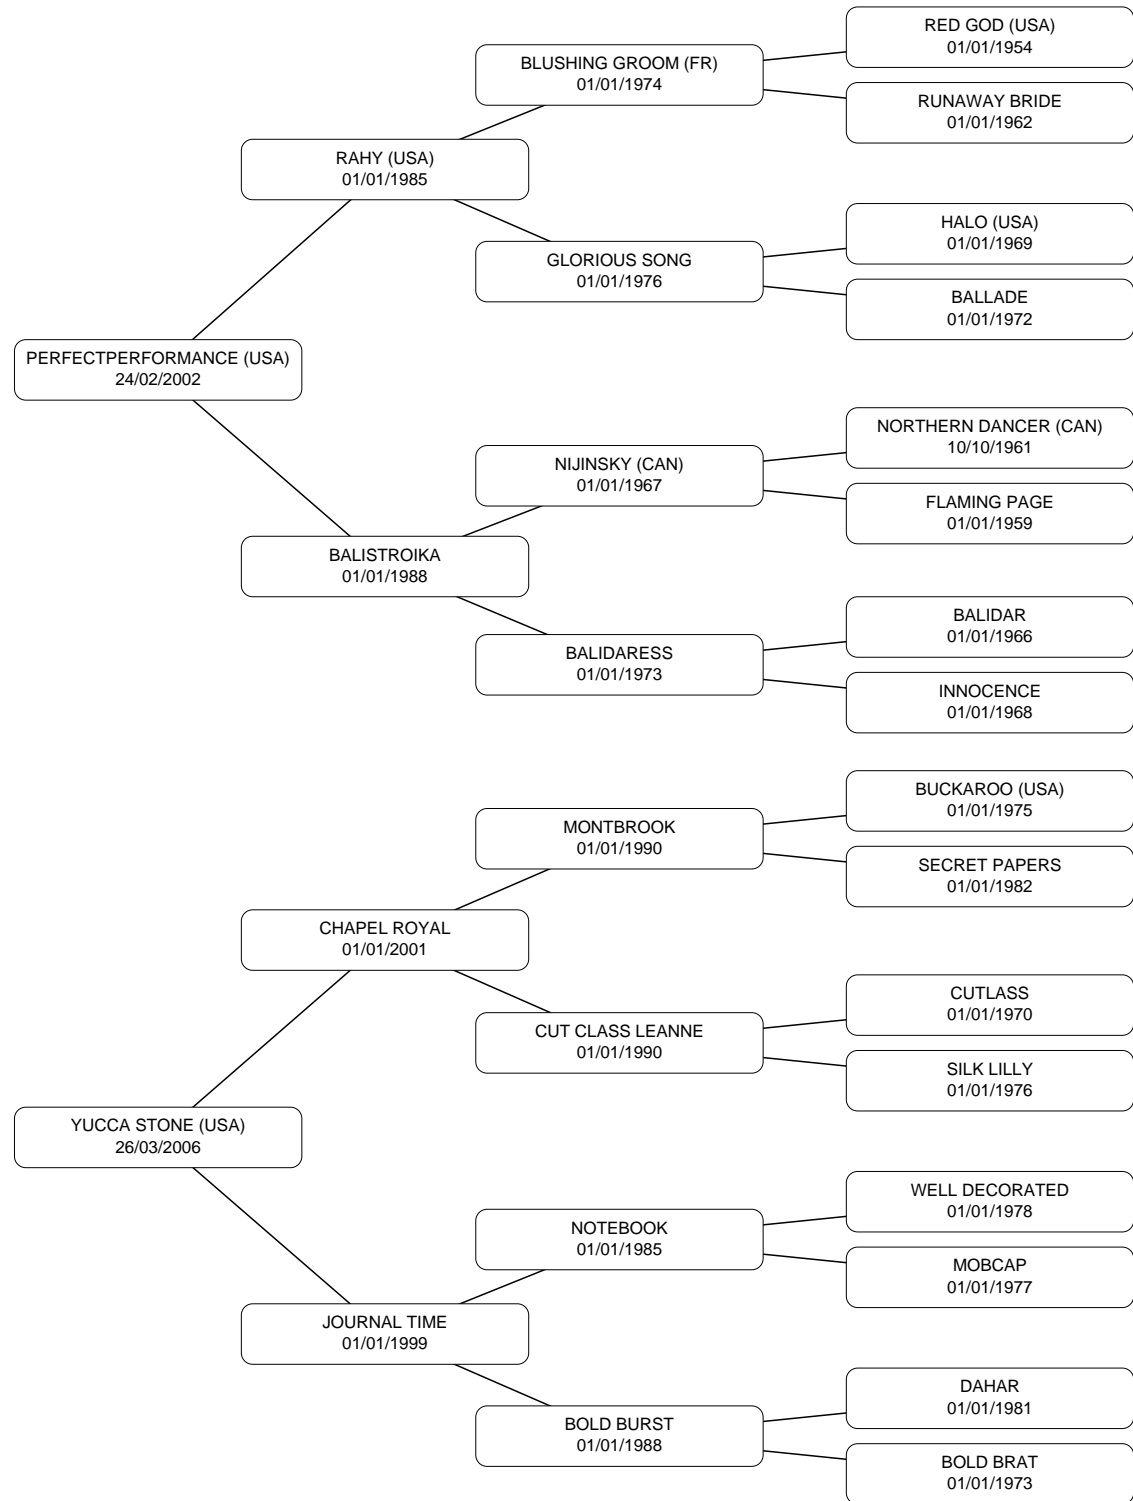 RED GOD (USA)
01/01/1954
BLUSHING GROOM (FR)
01/01/1974
RUNAWAY BRIDE
01/01/1962
RAHY (USA)
01/01/1985
HALO (USA)
01/01/1969
GLORIOUS SONG
01/01/1976
BALLADE
01/01/1972
PERFECTPERFORMANCE (USA)
24/02/2002
NORTHERN DANCER (CAN)
10/10/1961
NIJINSKY (CAN)
01/01/1967
FLAMING PAGE
01/01/1959
BALISTROIKA
01/01/1988
BALIDAR
01/01/1966
BALIDARESS
01/01/1973
INNOCENCE
01/01/1968
BUCKAROO (USA)
01/01/1975
MONTBROOK
01/01/1990
SECRET PAPERS
01/01/1982
CHAPEL ROYAL
01/01/2001
CUTLASS
01/01/1970
CUT CLASS LEANNE
01/01/1990
SILK LILLY
01/01/1976
YUCCA STONE (USA)
26/03/2006
WELL DECORATED
01/01/1978
NOTEBOOK
01/01/1985
MOBCAP
01/01/1977
JOURNAL TIME
01/01/1999
DAHAR
01/01/1981
BOLD BURST
01/01/1988
BOLD BRAT
01/01/1973